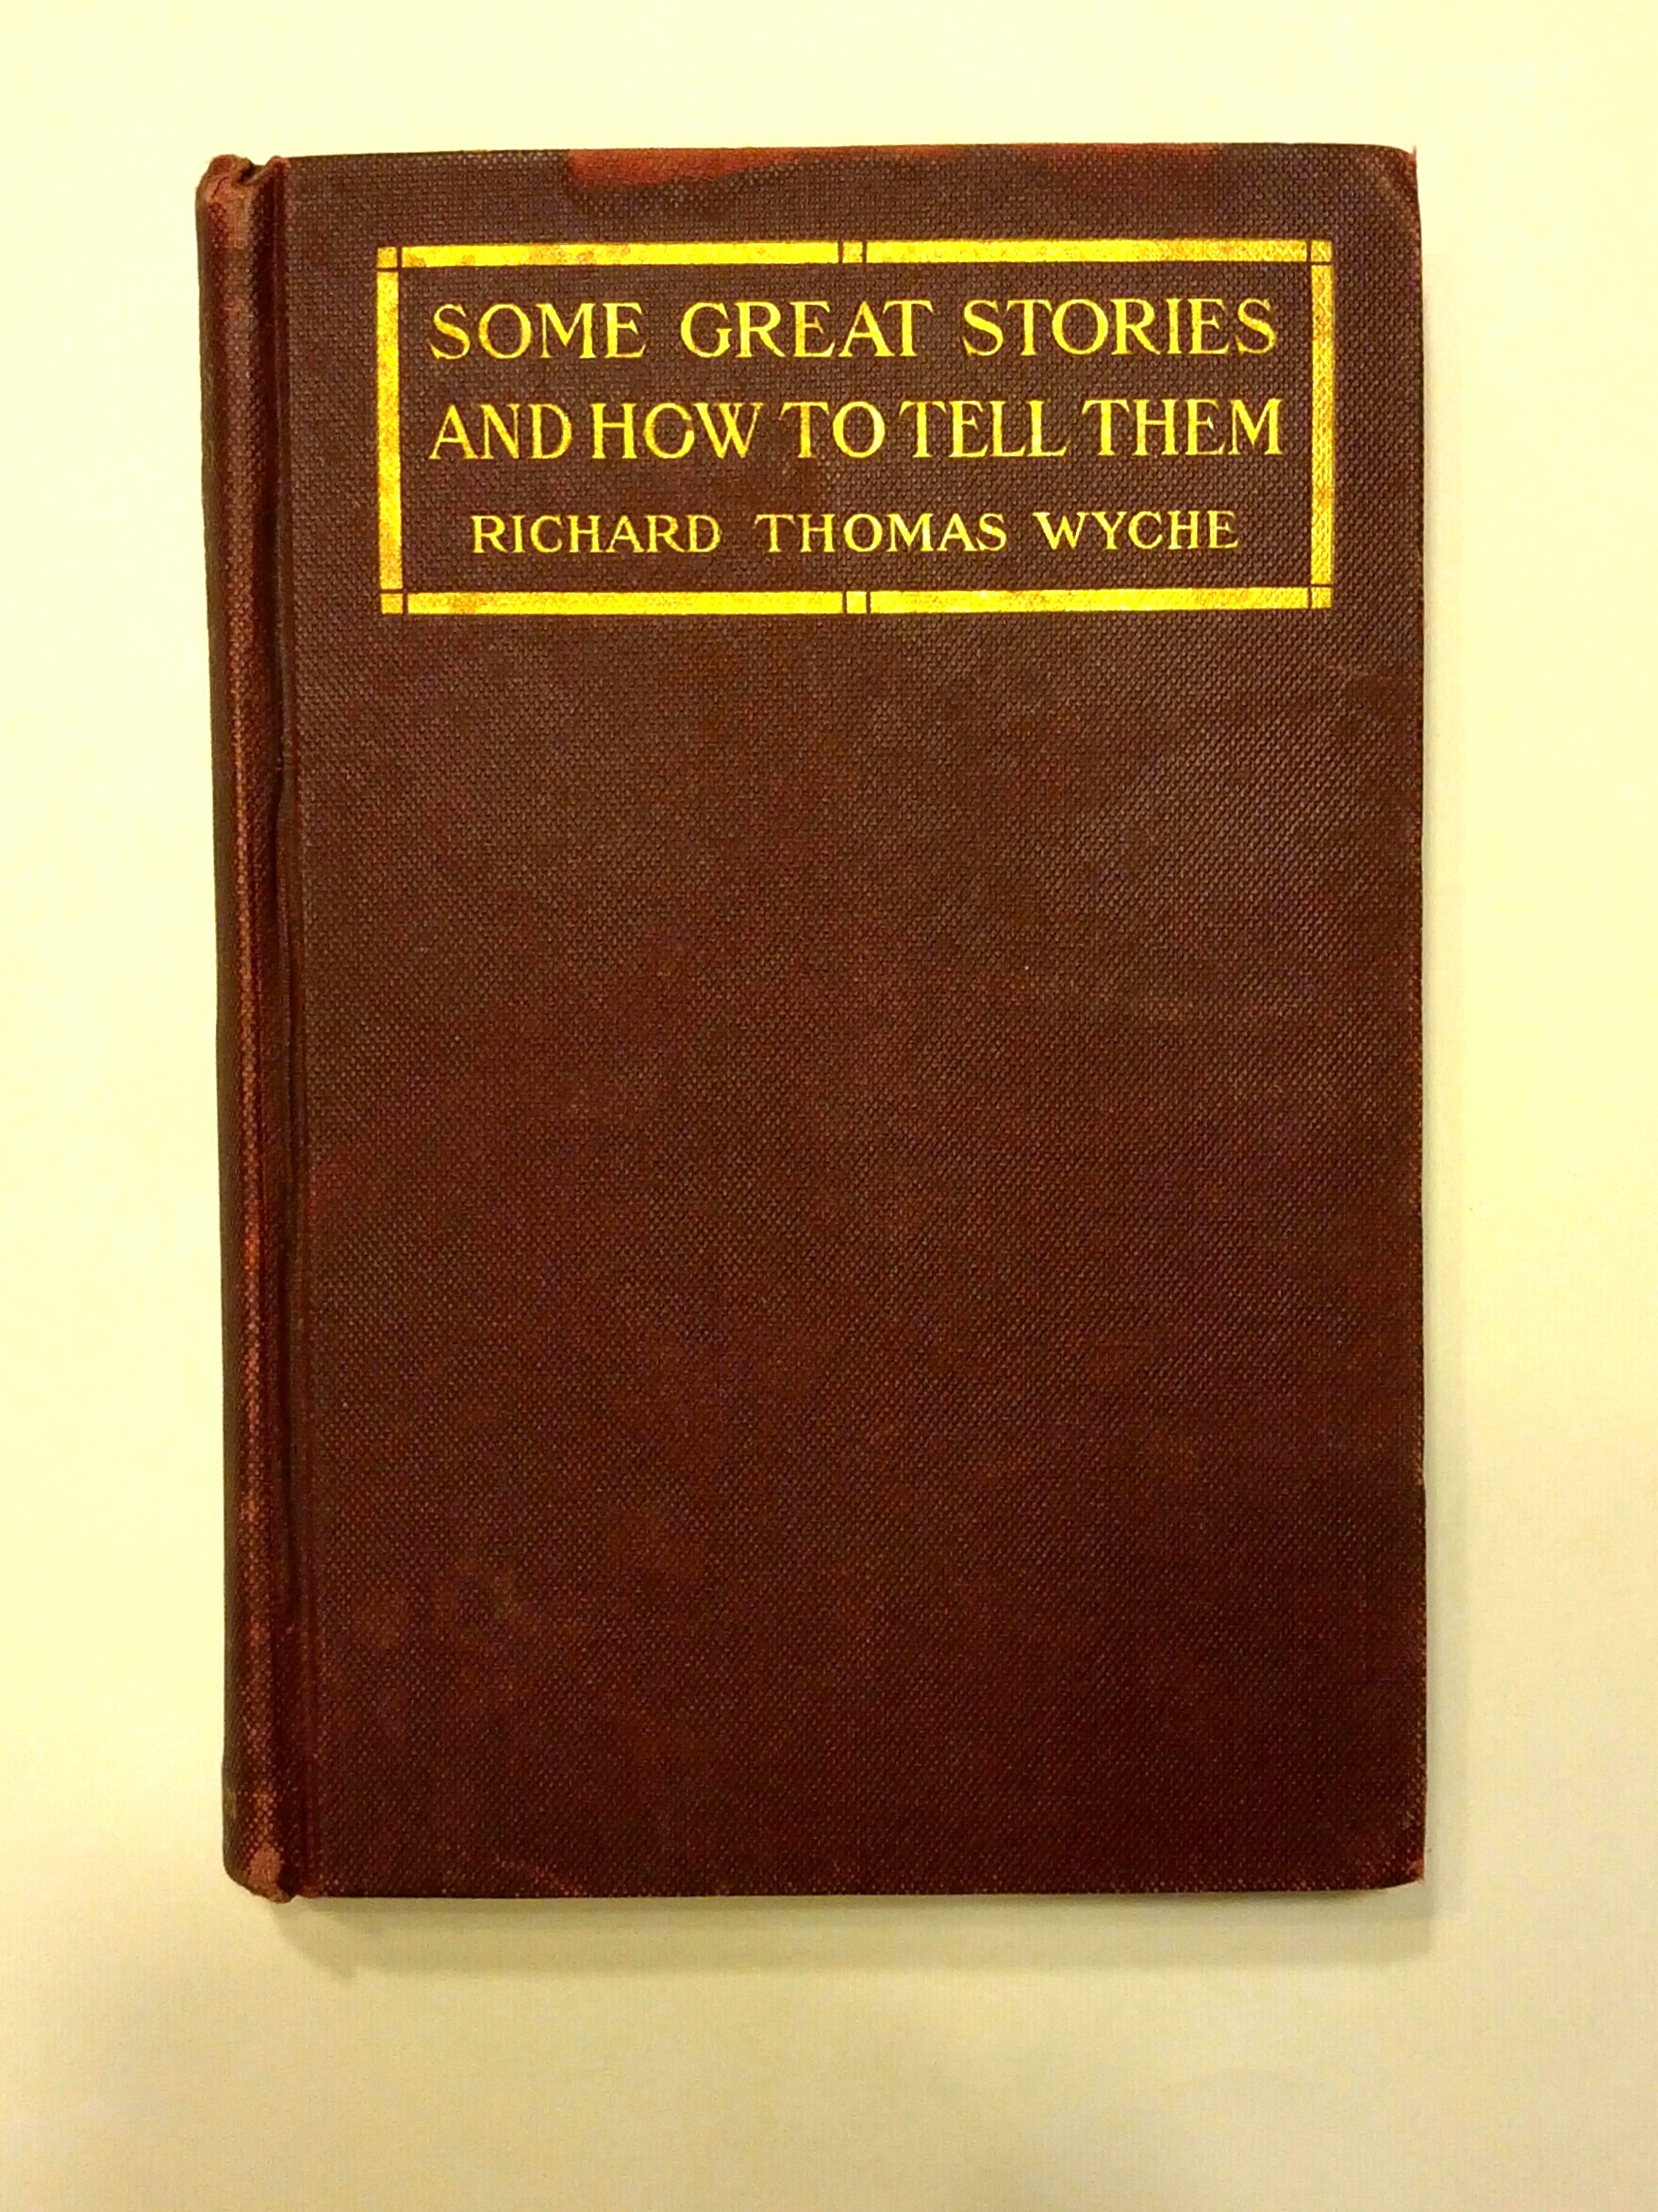 SOME GREAT STORIES
AND HOW TO TELL THEM
RICHARD THOMAS WYCHE